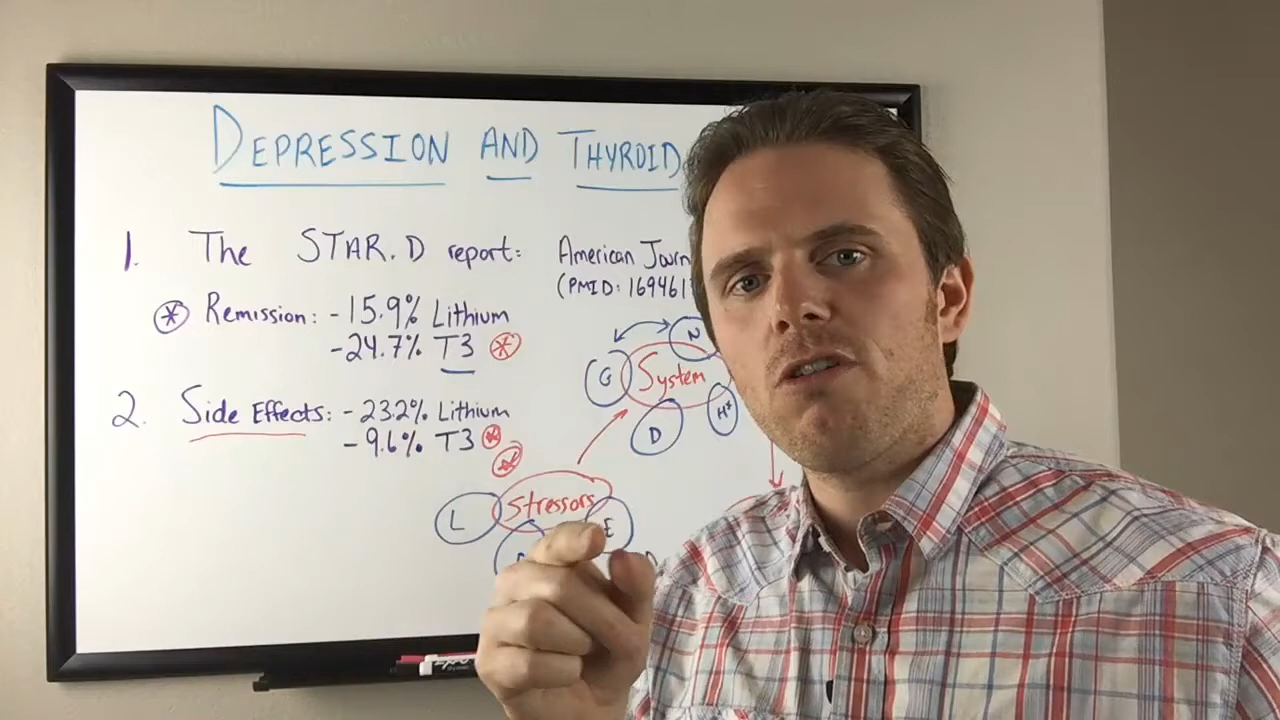 DEPRESSION AND THYROID
1. The STAR.D report: American Journ
(PMID: 169461
Remission: - 15.9% Lithium
- 24.7% T3
2. Side Effects: - 23.2% Lithium
- 9.6% T3
N
G System
H*
D
Stressors
L E
EXPO